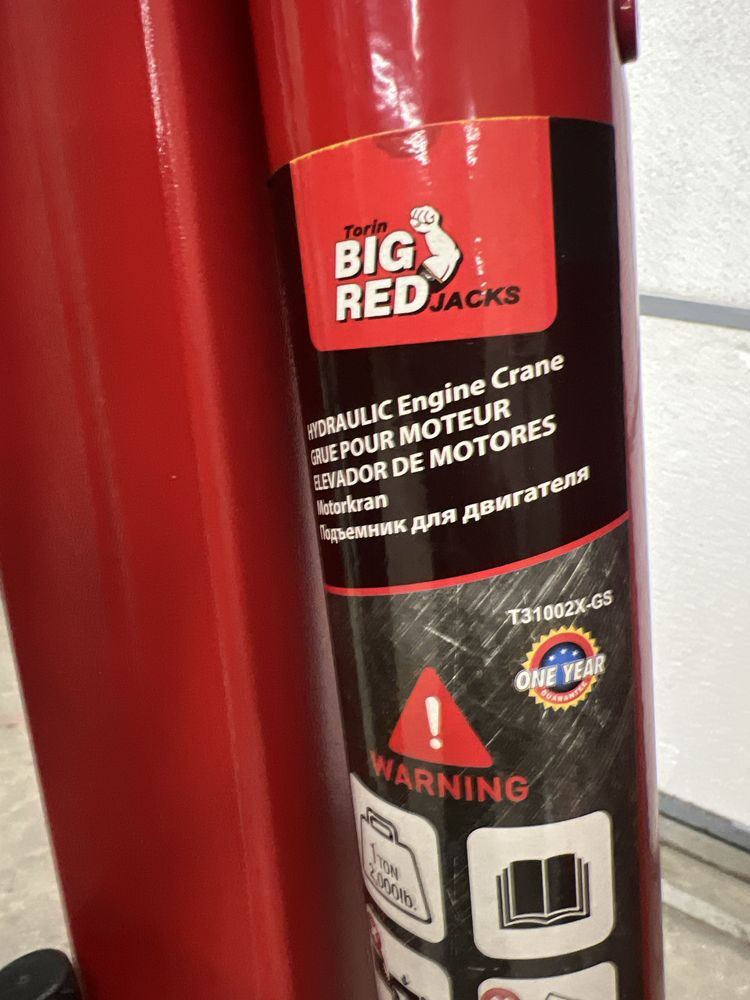 Torin
BIG
RED JACKS
HYDRAULIC Engine Crane
GRUE POUR MOTEUR
ELEVADOR DE MOTORES
Motorkran
Подъемник для двигателя
T31002X-GS
ONE YEAR
GUARANTEE
WARNING
1 TON
2,000lb.